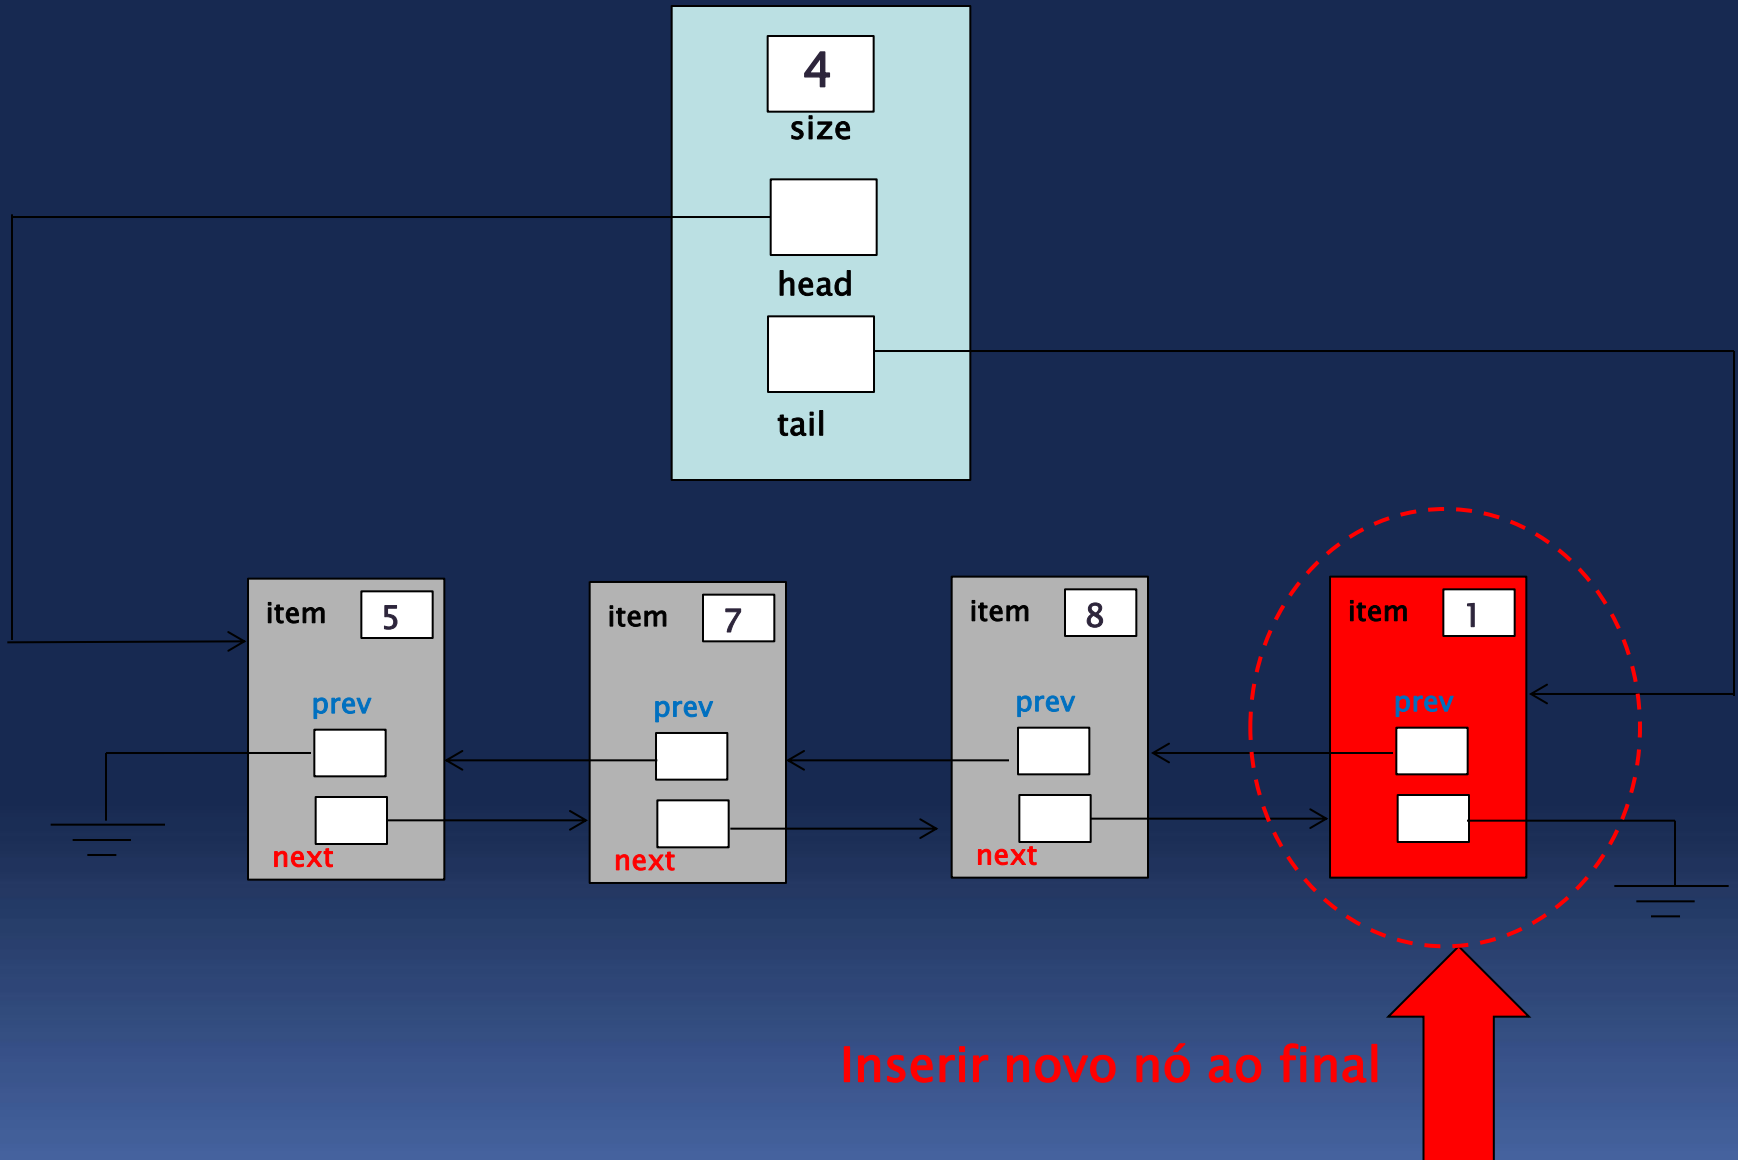 4
size
head
tail
item 5
prev
next
item 7
prev
next
item 8
prev
next
item 1
prev
Inserir novo nó ao final